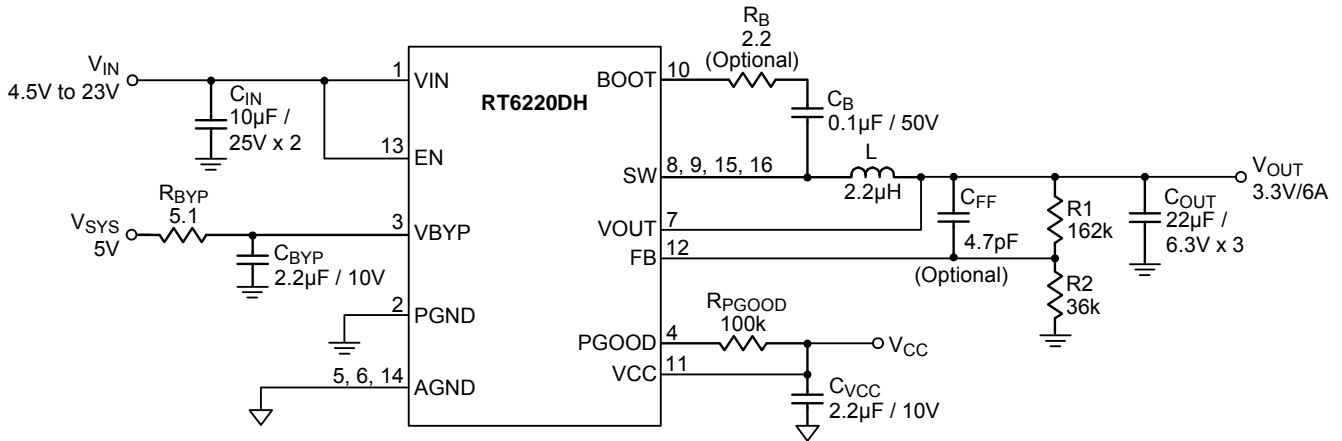 V_IN
4.5V to 23V
C_IN
10µF /
25V x 2
1
VIN
13
EN
R_BYP
5.1
V_SYS
5V
3
VBYP
C_BYP
2.2µF / 10V
2
PGND
5, 6, 14
AGND
RT6220DH
BOOT
10
R_B
2.2
(Optional)
C_B
0.1µF / 50V
SW
8, 9, 15, 16
L
2.2µH
VOUT
7
FB
12
C_FF
4.7pF
(Optional)
R1
162k
R2
36k
C_OUT
22µF /
6.3V x 3
V_OUT
3.3V/6A
PGOOD
4
R_PGOOD
100k
V_CC
VCC
11
C_VCC
2.2µF / 10V